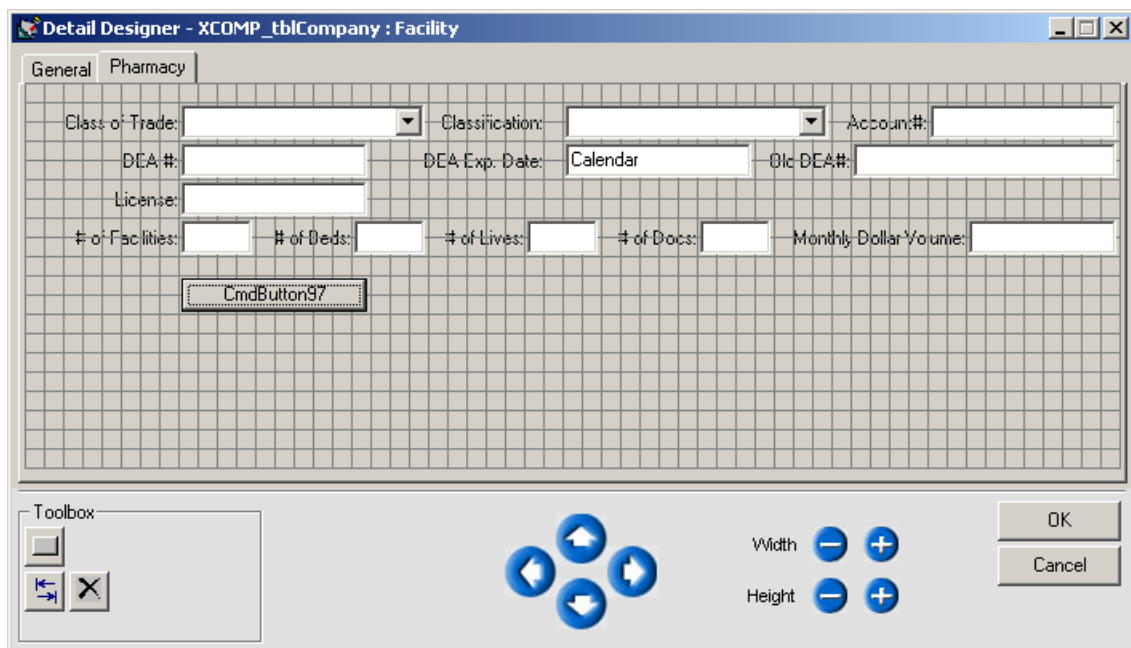 Detail Designer - XCOMP_tblCompany : Facility
General Pharmacy
Class of Trade: Classification: Account#:
DEA #: DEA Exp. Date: Calendar Old DEA#:
License:
# of Facilities: # of Beds: # of Lives: # of Docs: Monthly Dollar Volume:
CmdButton97
Toolbox
OK
Width
Cancel
Height